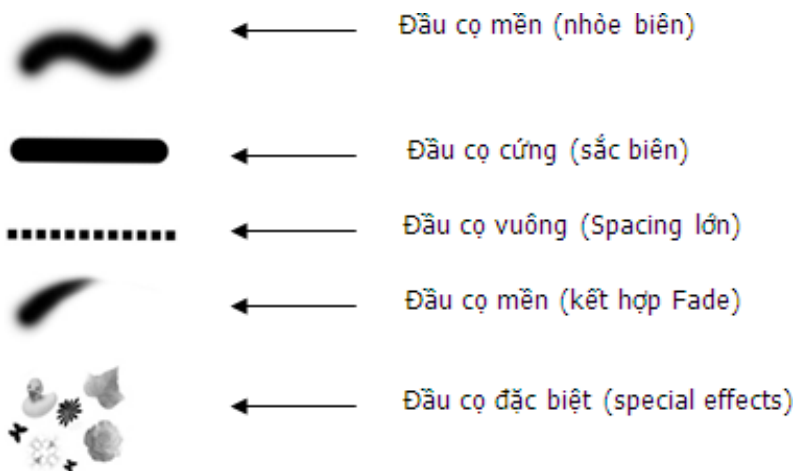 Đầu cọ mền (nhòe biên)
Đầu cọ cứng (sắc biên)
Đầu cọ vuông (Spacing lớn)
Đầu cọ mền (kết hợp Fade)
Đầu cọ đặc biệt (special effects)